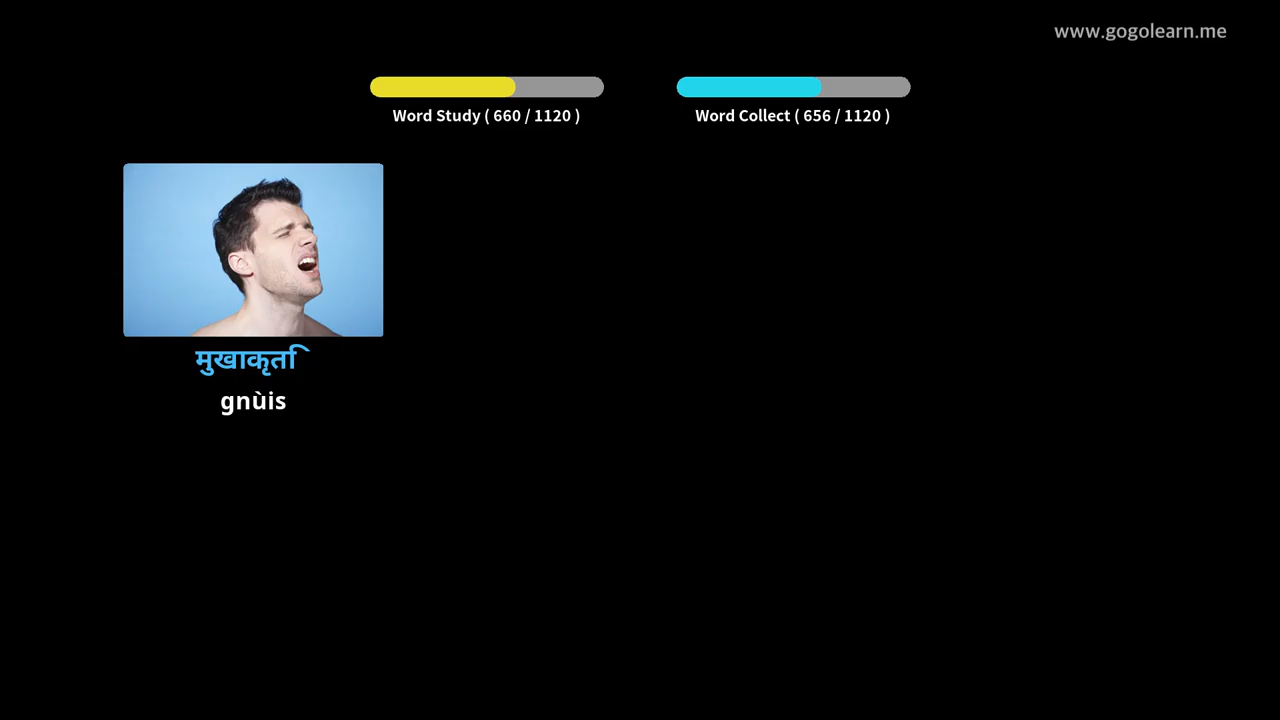 www.gogolearn.me
Word Study ( 660 / 1120 )
Word Collect ( 656 / 1120 )
मुखाकृति
gnùis